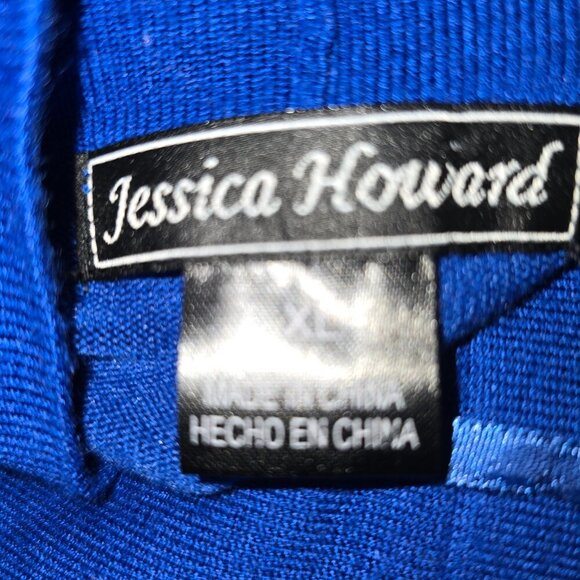 Jessica Howard
XL
MADE IN CHINA
HECHO EN CHINA